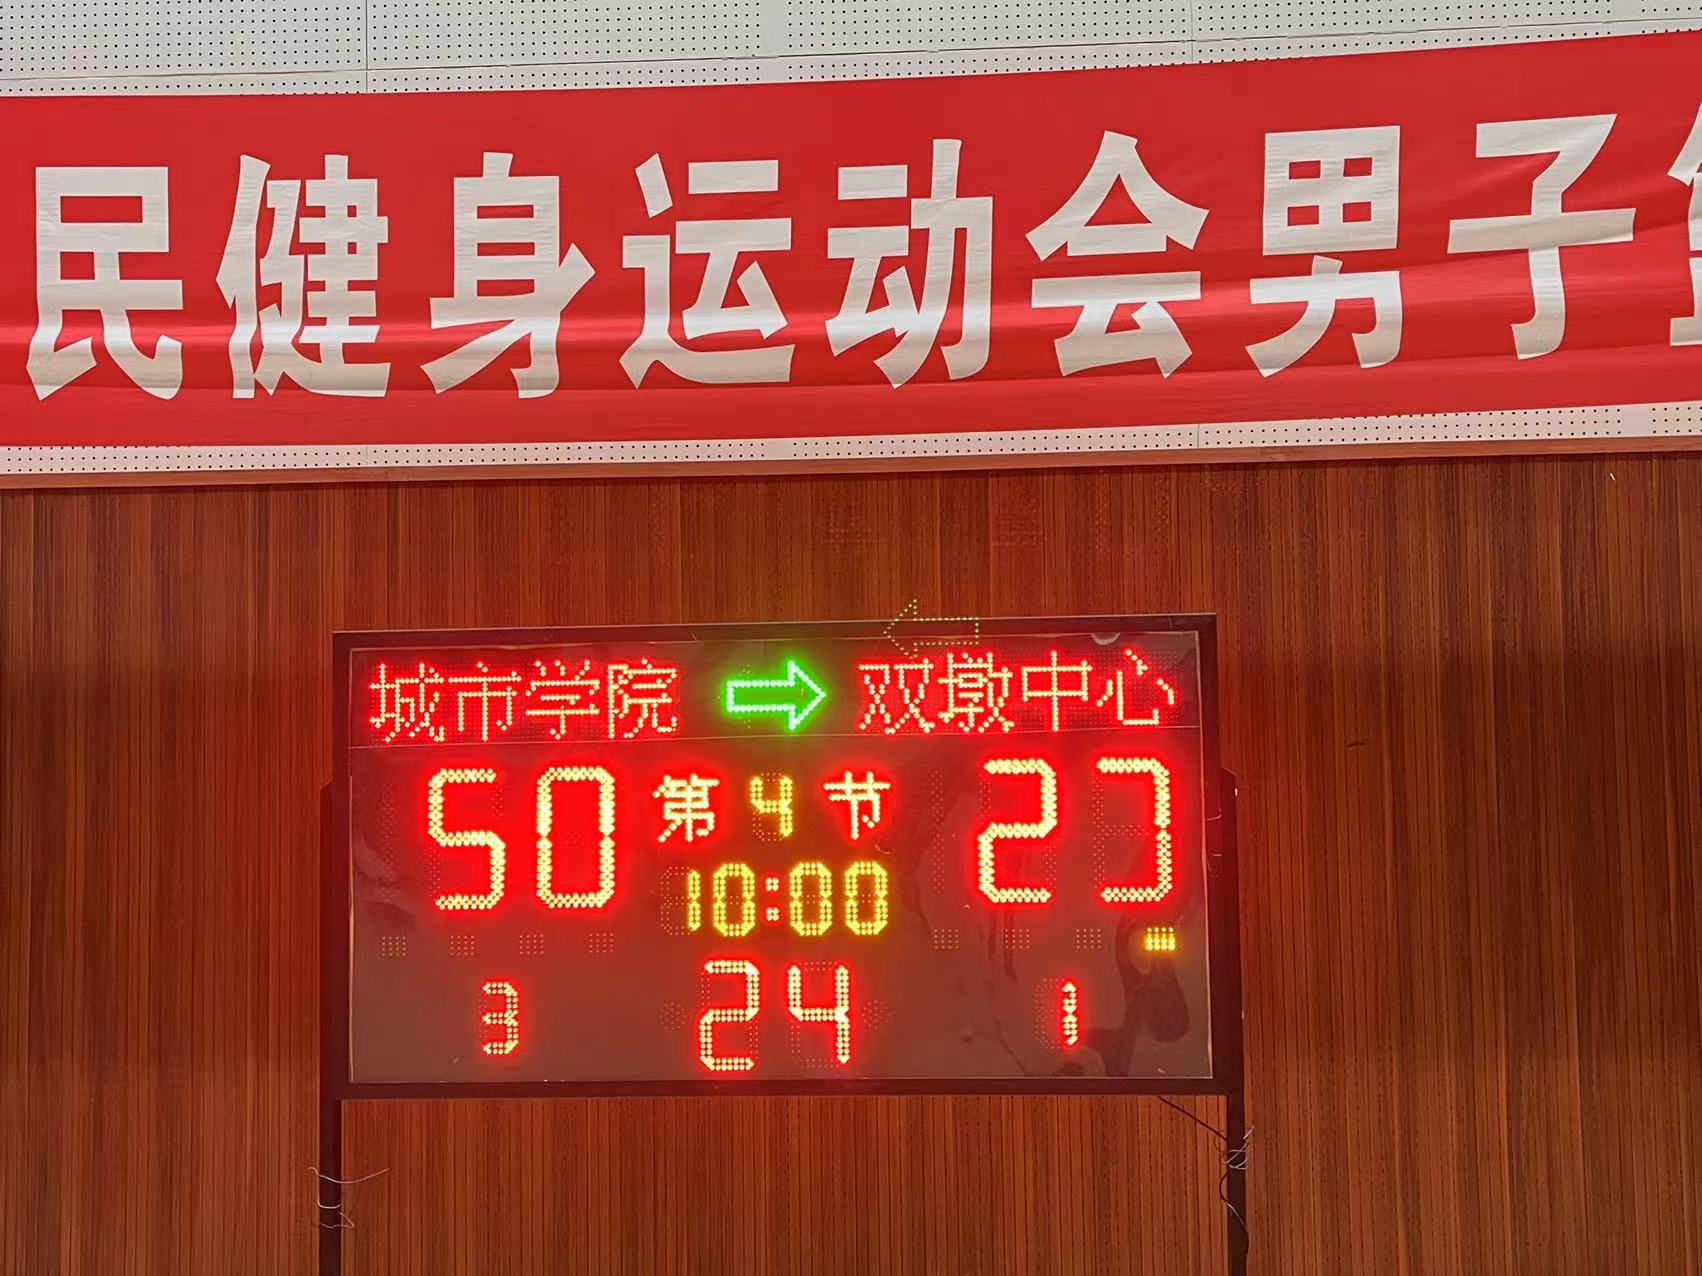 民健身运动会男子
城市学院 双墩中心
50 第4节 27
10:00
3 24 1